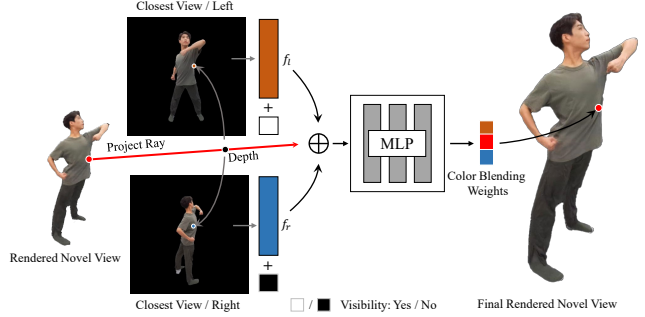 Closest View / Left
f_l
+
Project Ray
Depth
MLP
Color Blending
Weights
f_r
+
Rendered Novel View
Closest View / Right
/
Visibility: Yes / No
Final Rendered Novel View